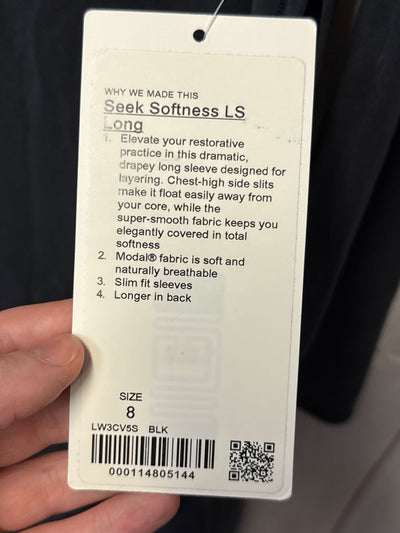 WHY WE MADE THIS
Seek Softness LS
Long
1. Elevate your restorative
practice in this dramatic,
drapey long sleeve designed for
layering. Chest-high side slits
make it float easily away from
your core, while the
super-smooth fabric keeps you
elegantly covered in total
softness
2. Modal® fabric is soft and
naturally breathable
3. Slim fit sleeves
4. Longer in back
SIZE
8
LW3CV5S BLK
000114805144